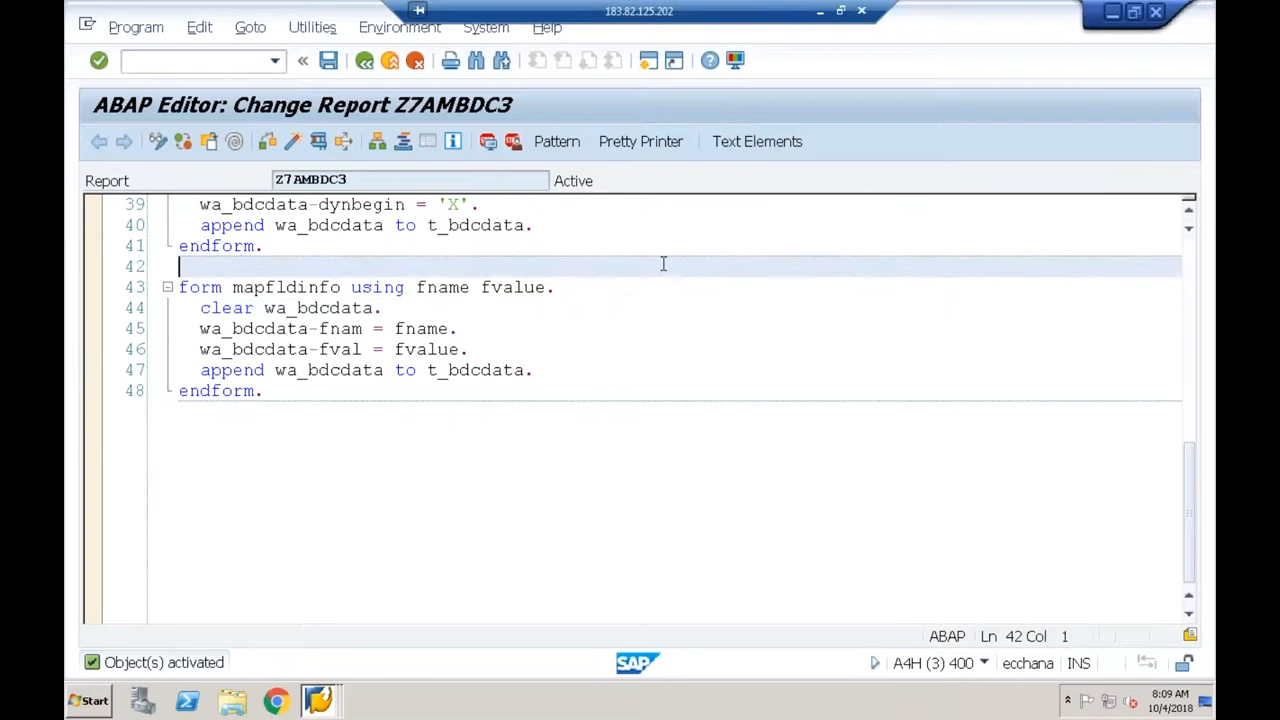 183.82.125.202
Program Edit Goto Utilities Environment System Help
ABAP Editor: Change Report Z7AMBDC3
Pattern Pretty Printer Text Elements
Report Z7AMBDC3 Active
39 wa_bdcdata-dynbegin = 'X'.
40 append wa_bdcdata to t_bdcdata.
41 endform.
42
43 form mapfldinfo using fname fvalue.
44 clear wa_bdcdata.
45 wa_bdcdata-fnam = fname.
46 wa_bdcdata-fval = fvalue.
47 append wa_bdcdata to t_bdcdata.
48 endform.
ABAP Ln 42 Col 1
Object(s) activated SAP A4H (3) 400 ecchana INS
Start 8:09 AM
10/4/2018